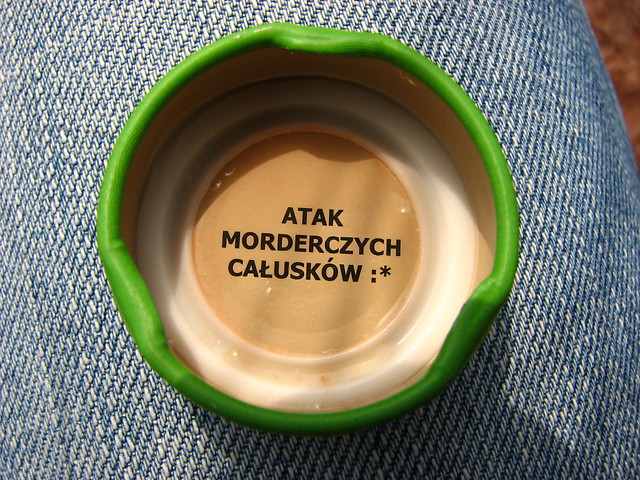 ATAK
MORDERCZYCH
CAŁUSKÓW :*